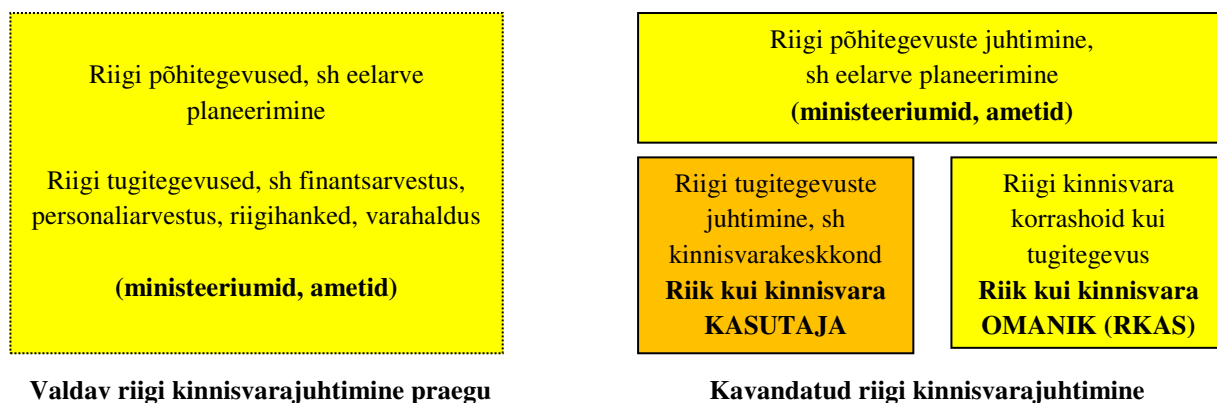 Riigi põhitegevused, sh eelarve
planeerimine
Riigi tugitegevused, sh finantsarvestus,
personaliarvestus, riigihanked, varahaldus
(ministeeriumid, ametid)
Valdav riigi kinnisvarajuhtimine praegu
Riigi põhitegevuste juhtimine,
sh eelarve planeerimine
(ministeeriumid, ametid)
Riigi tugitegevuste
juhtimine, sh
kinnisvarakeskkond
Riik kui kinnisvara
KASUTAJA
Riigi kinnisvara
korrashoid kui
tugitegevus
Riik kui kinnisvara
OMANIK (RKAS)
Kavandatud riigi kinnisvarajuhtimine